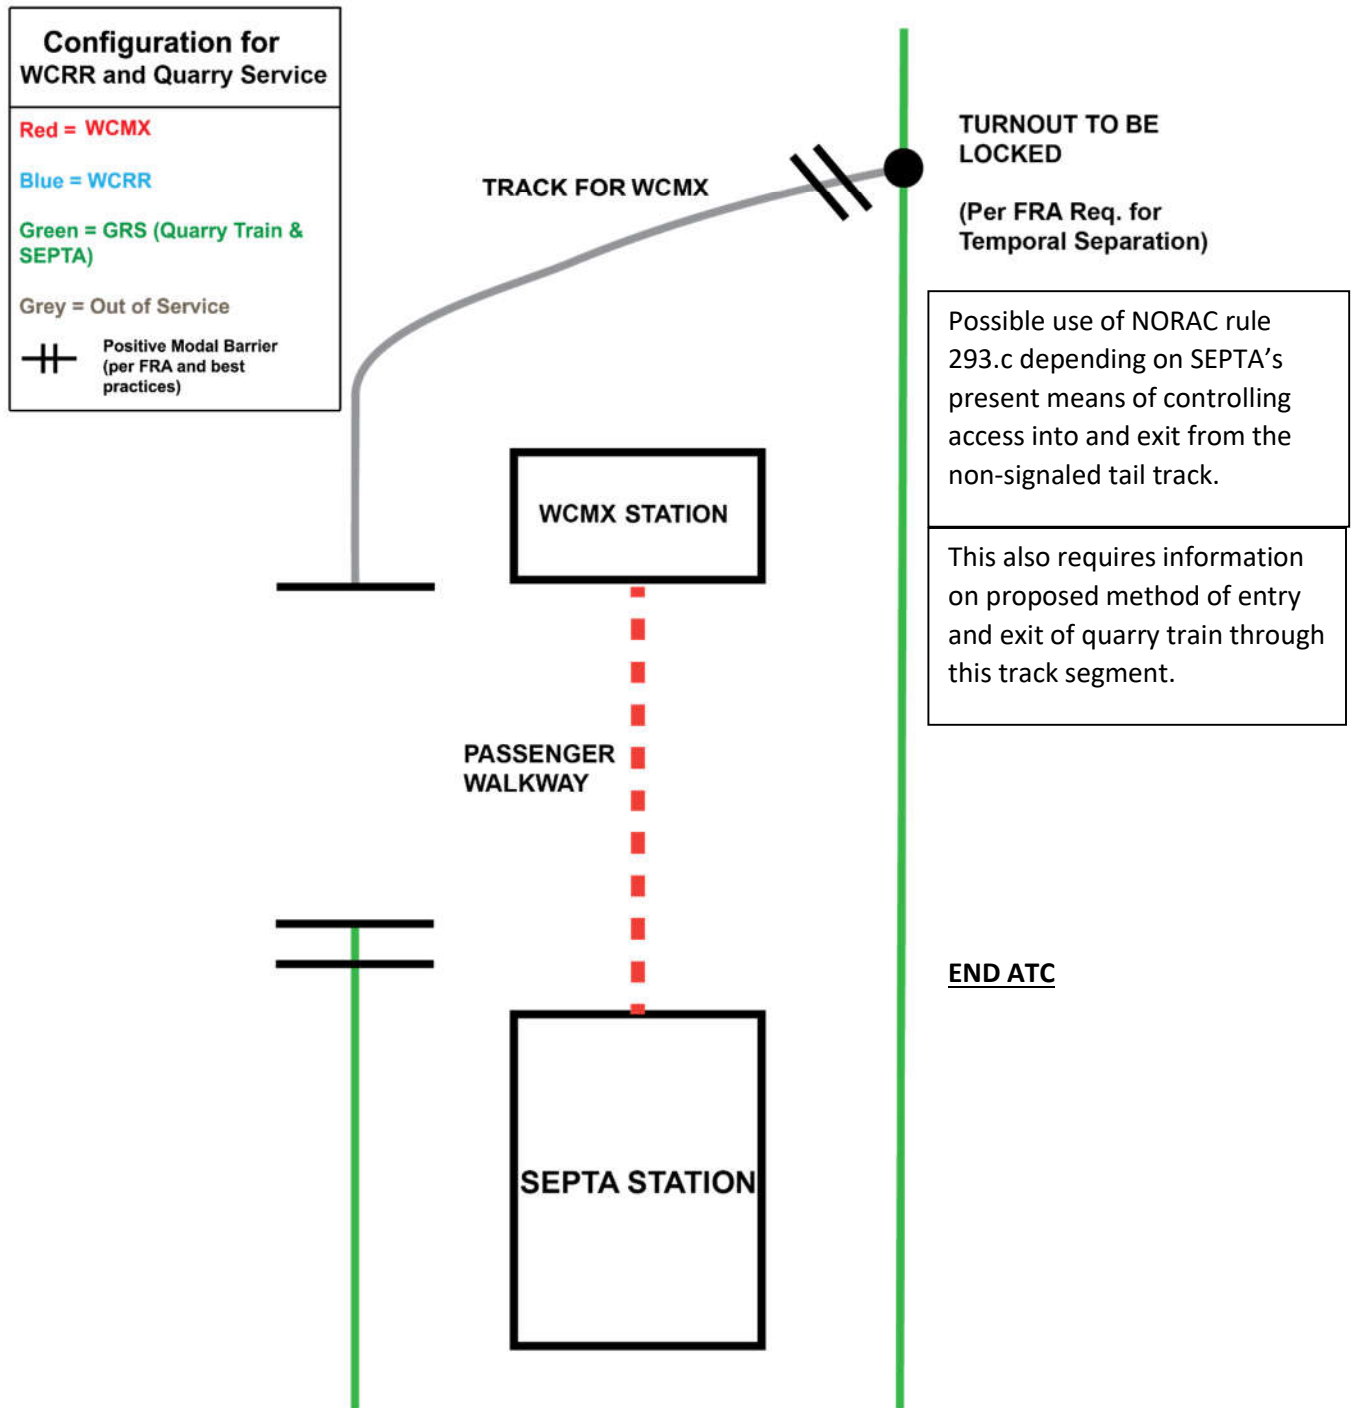 Configuration for
WCRR and Quarry Service
Red = WCMX
Blue = WCRR
Green = GRS (Quarry Train &
SEPTA)
Grey = Out of Service
Positive Modal Barrier
(per FRA and best
practices)
TRACK FOR WCMX
TURNOUT TO BE
LOCKED
(Per FRA Req. for
Temporal Separation)
Possible use of NORAC rule
293.c depending on SEPTA’s
present means of controlling
access into and exit from the
non-signaled tail track.
This also requires information
on proposed method of entry
and exit of quarry train through
this track segment.
WCMX STATION
PASSENGER
WALKWAY
END ATC
SEPTA STATION